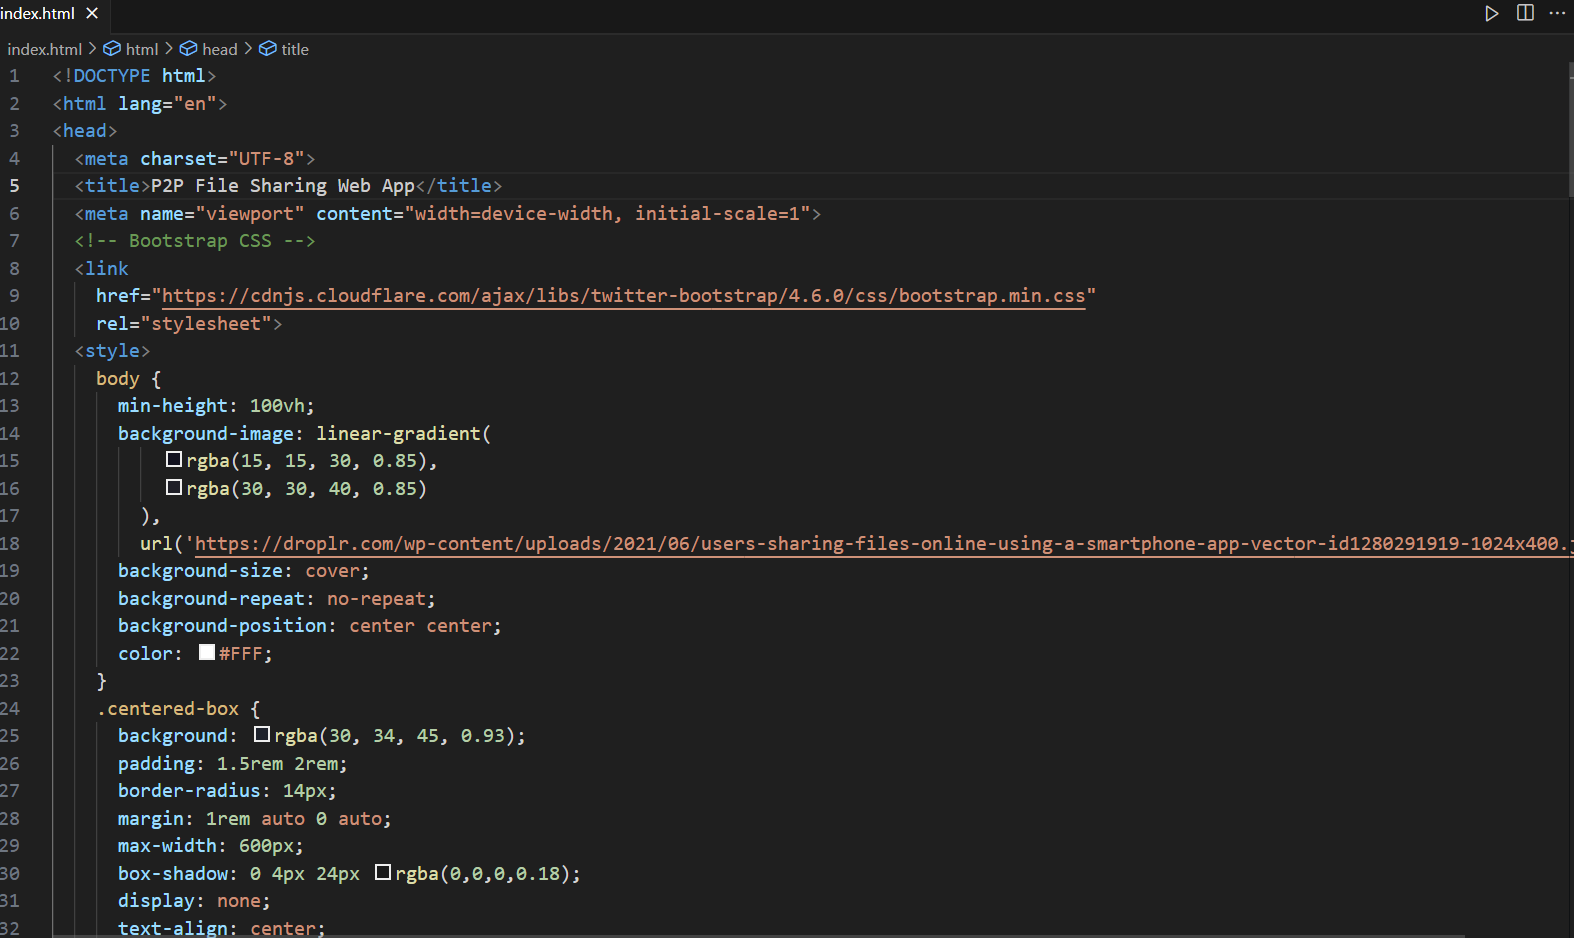 index.html
index.html > html > head > title
1 <!DOCTYPE html>
2 <html lang="en">
3 <head>
4 <meta charset="UTF-8">
5 <title>P2P File Sharing Web App</title>
6 <meta name="viewport" content="width=device-width, initial-scale=1">
7 <!-- Bootstrap CSS -->
8 <link
9 href="https://cdnjs.cloudflare.com/ajax/libs/twitter-bootstrap/4.6.0/css/bootstrap.min.css"
10 rel="stylesheet">
11 <style>
12 body {
13 min-height: 100vh;
14 background-image: linear-gradient(
15 rgba(15, 15, 30, 0.85),
16 rgba(30, 30, 40, 0.85)
17 ),
18 url('https://droplr.com/wp-content/uploads/2021/06/users-sharing-files-online-using-a-smartphone-app-vector-id1280291919-1024x400.
19 background-size: cover;
20 background-repeat: no-repeat;
21 background-position: center center;
22 color: #FFF;
23 }
24 .centered-box {
25 background: rgba(30, 34, 45, 0.93);
26 padding: 1.5rem 2rem;
27 border-radius: 14px;
28 margin: 1rem auto 0 auto;
29 max-width: 600px;
30 box-shadow: 0 4px 24px rgba(0,0,0,0.18);
31 display: none;
32 text-align: center;